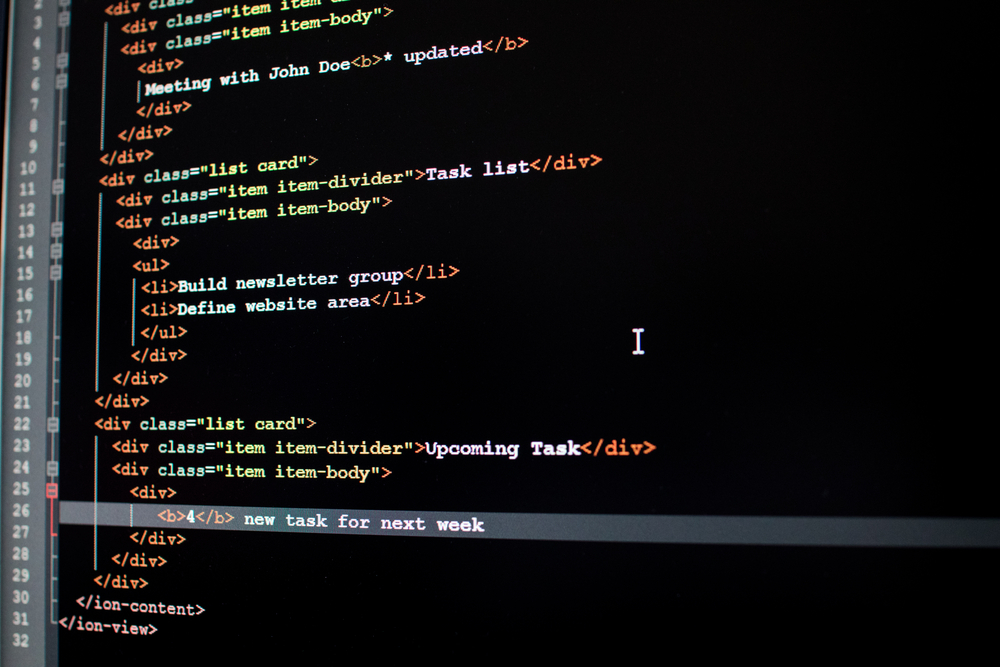 2 <div class="list card">
3 <div class="item item-
4 <div class="item item-body">
5 <div>
6 Meeting with John Doe<b>* updated</b>
7 </div>
8 </div>
9 </div>
10 <div class="list card">
11 <div class="item item-divider">Task list</div>
12 <div class="item item-body">
13 <div>
14 <ul>
15 <li>Build newsletter group</li>
16 <li>Define website area</li>
17 </ul>
18 </div>
19 </div>
20 </div>
21 <div class="list card">
22 <div class="item item-divider">Upcoming Task</div>
23 <div class="item item-body">
24 <div>
25 <b>4</b> new task for next week
26 </div>
27 </div>
28 </div>
29 </ion-content>
30 </ion-view>
31
32